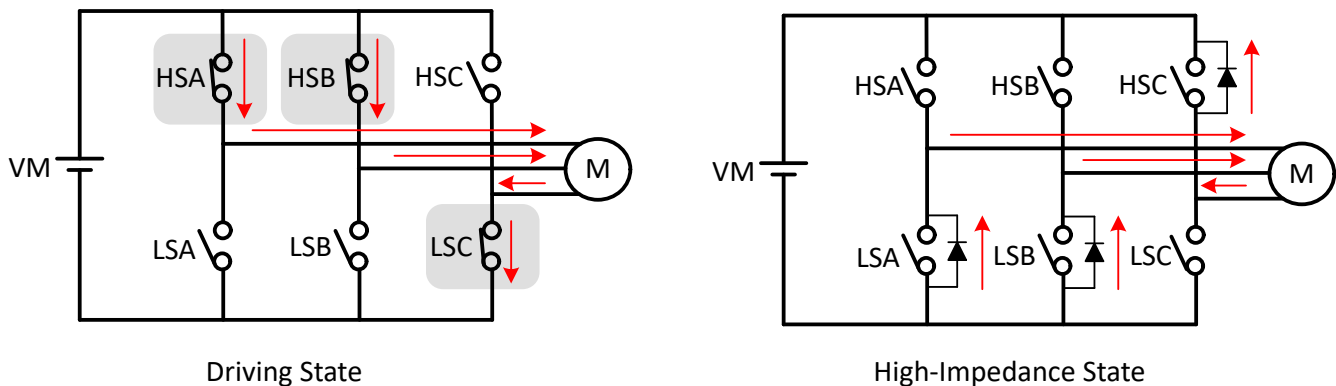 HSA
HSB
HSC
VM
M
LSA
LSB
LSC
Driving State
HSA
HSB
HSC
VM
M
LSA
LSB
LSC
High-Impedance State